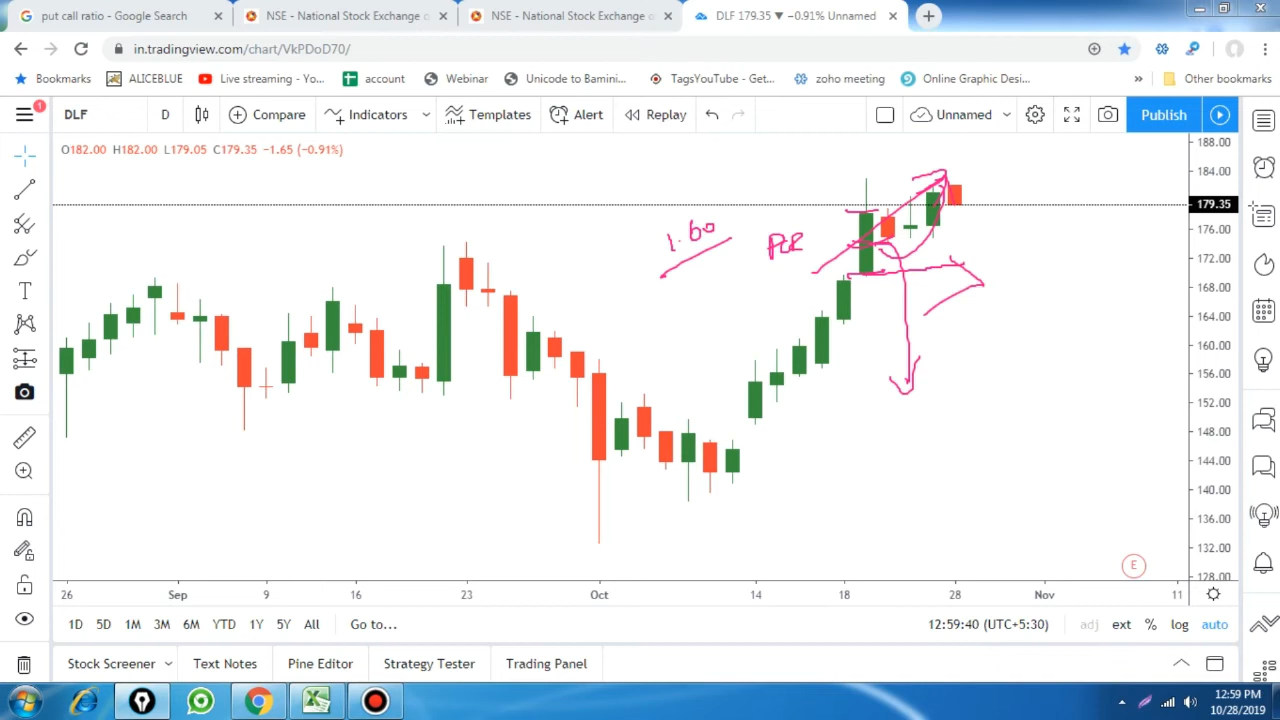 put call ratio - Google Search
NSE - National Stock Exchange o
NSE - National Stock Exchange o
DLF 179.35 ▼ −0.91% Unnamed
in.tradingview.com/chart/VkPDoD70/
Bookmarks
ALICEBLUE
Live streaming - Yo...
account
Webinar
Unicode to Bamini...
TagsYouTube - Get...
zoho meeting
Online Graphic Desi...
»
Other bookmarks
1
DLF
D
Compare
Indicators
Templates
Alert
Replay
Unnamed
Publish
O182.00 H182.00 L179.05 C179.35 −1.65 (−0.91%)
188.00
184.00
179.35
176.00
172.00
168.00
164.00
160.00
156.00
152.00
148.00
144.00
140.00
136.00
132.00
128.00
1.60
PCR
E
26
Sep
9
16
23
Oct
14
18
28
Nov
11
1D 5D 1M 3M 6M YTD 1Y 5Y All Go to...
12:59:40 (UTC+5:30)
adj ext % log auto
Stock Screener
Text Notes
Pine Editor
Strategy Tester
Trading Panel
12:59 PM
10/28/2019